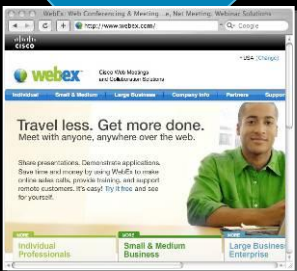 WebEx: Web Conferencing & Meeting...e, Net Meeting, Webinar Solutions
http://www.webex.com/
Google
CISCO
USA (Change)
webex
Cisco Web Meetings
and Collaboration Solutions
Individual Small & Medium Large Business Company Info Partners Suppor
Travel less. Get more done.
Meet with anyone, anywhere over the web.
Share presentations. Demonstrate applications.
Save time and money by using WebEx to make
online sales calls, provide training, and support
remote customers. It's easy! Try it free and see
for yourself.
MORE MORE MORE
Individual Small & Medium Large Business
Professionals Business Enterprise